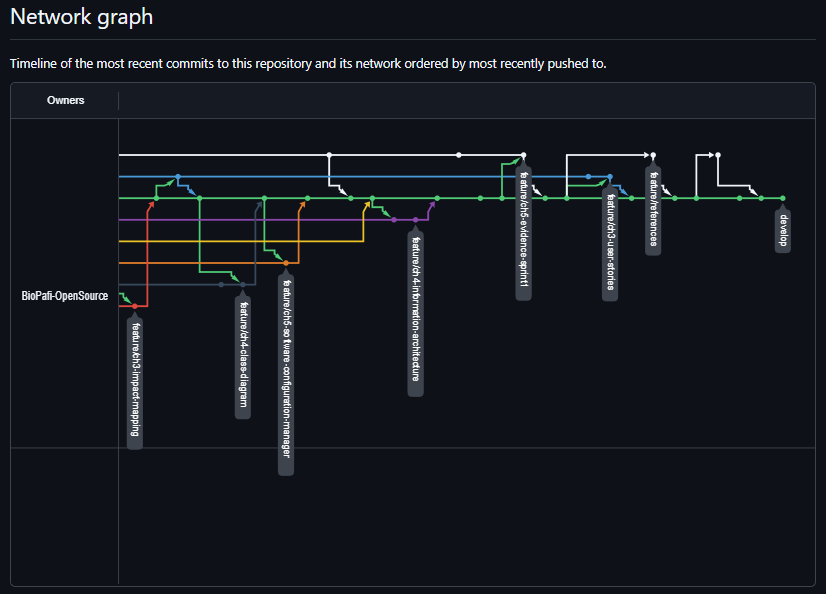 Network graph
Timeline of the most recent commits to this repository and its network ordered by most recently pushed to.
Owners
BioPafi-OpenSource
feature/ch3-impact-mapping
feature/ch4-class-diagram
feature/ch5-software-configuration-manager
feature/ch4-information-architecture
feature/ch5-evidence-sprint1
feature/ch3-user-stories
feature/references
develop